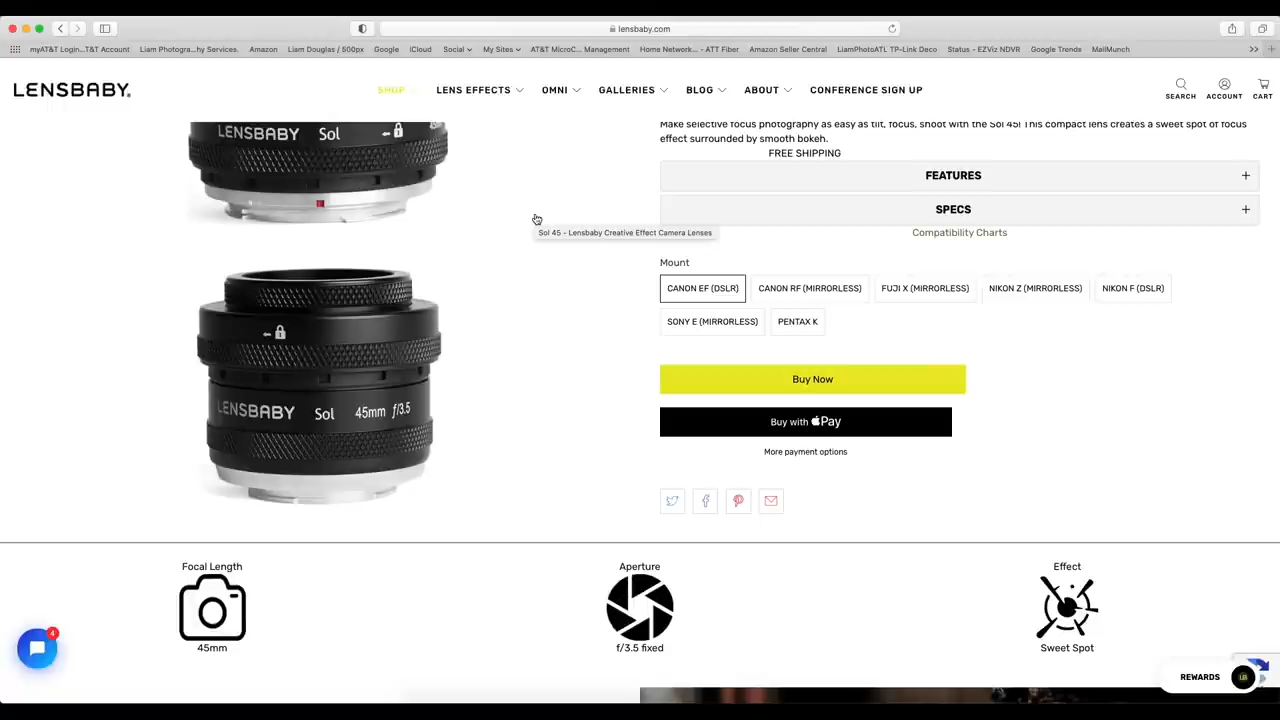 lensbaby.com
myAT&T Login...T&T Account Liam Photogra...hy Services. Amazon Liam Douglas / 500px Google iCloud Social My Sites AT&T MicroC... Management Home Network... - ATT Fiber Amazon Seller Central LiamPhotoATL TP-Link Deco Status - EZViz NDVR Google Trends MailMunch
LENSBABY. SHOP LENS EFFECTS OMNI GALLERIES BLOG ABOUT CONFERENCE SIGN UP SEARCH ACCOUNT CART
LENSBABY Sol
Make selective focus photography as easy as tilt, focus, shoot with the Sol 45! This compact lens creates a sweet spot of focus
effect surrounded by smooth bokeh.
FREE SHIPPING
FEATURES +
SPECS +
Sol 45 - Lensbaby Creative Effect Camera Lenses
Compatibility Charts
Mount
CANON EF (DSLR) CANON RF (MIRRORLESS) FUJI X (MIRRORLESS) NIKON Z (MIRRORLESS) NIKON F (DSLR)
SONY E (MIRRORLESS) PENTAX K
LENSBABY Sol 45mm f/3.5
Buy Now
Buy with Pay
More payment options
Focal Length Aperture Effect
45mm f/3.5 fixed Sweet Spot
4
REWARDS